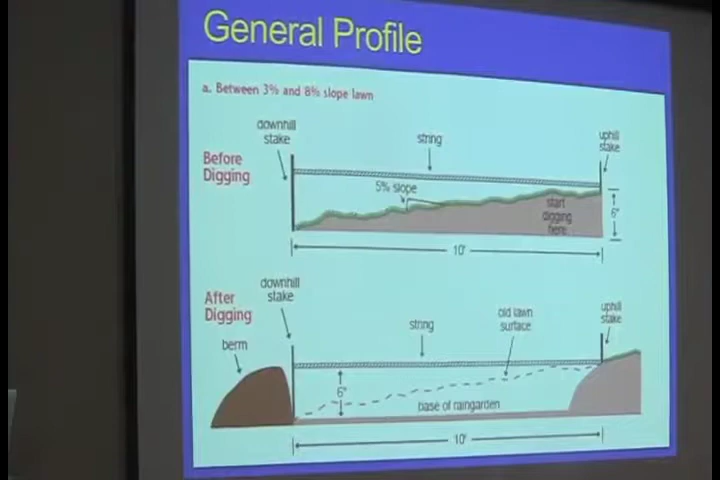 General Profile
a. Between 3% and 8% slope lawn
downhill
stake
string
uphill
stake
Before
Digging
5% slope
start
digging
here
6"
10'
After
Digging
downhill
stake
string
old lawn
surface
uphill
stake
berm
6"
base of raingarden
10'